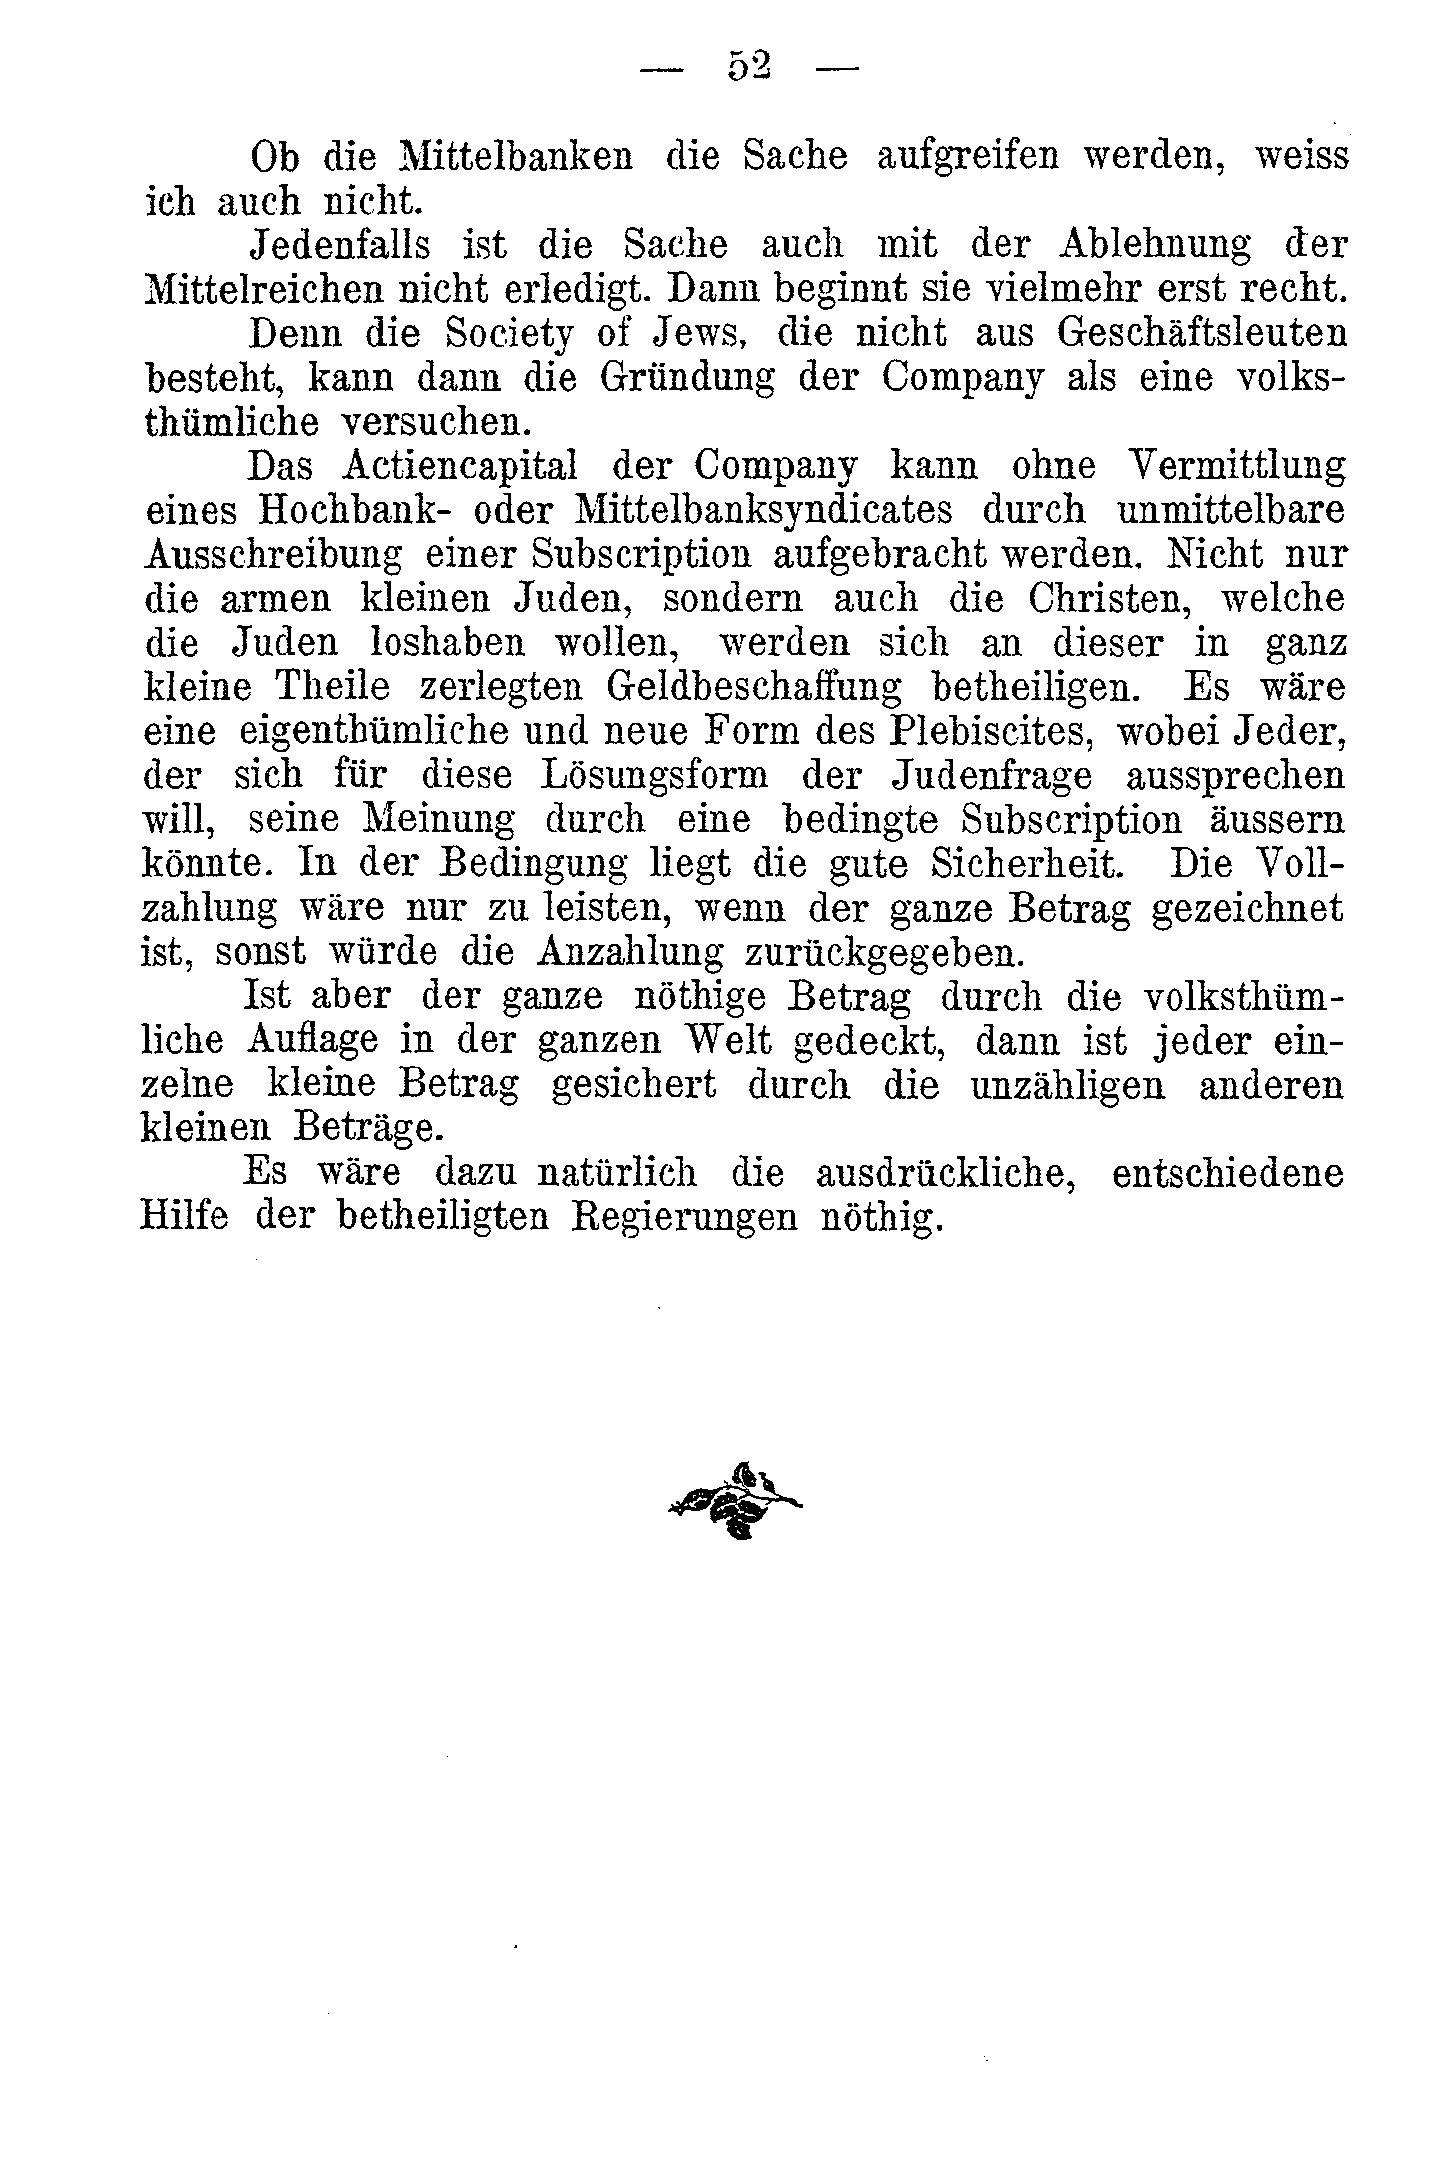 — 52 —
Ob die Mittelbanken die Sache aufgreifen werden, weiss
ich auch nicht.
Jedenfalls ist die Sache auch mit der Ablehnung der
Mittelreichen nicht erledigt. Dann beginnt sie vielmehr erst recht.
Denn die Society of Jews, die nicht aus Geschäftsleuten
besteht, kann dann die Gründung der Company als eine volks-
thümliche versuchen.
Das Actiencapital der Company kann ohne Vermittlung
eines Hochbank- oder Mittelbanksyndicates durch unmittelbare
Ausschreibung einer Subscription aufgebracht werden. Nicht nur
die armen kleinen Juden, sondern auch die Christen, welche
die Juden loshaben wollen, werden sich an dieser in ganz
kleine Theile zerlegten Geldbeschaffung betheiligen. Es wäre
eine eigenthümliche und neue Form des Plebiscites, wobei Jeder,
der sich für diese Lösungsform der Judenfrage aussprechen
will, seine Meinung durch eine bedingte Subscription äussern
könnte. In der Bedingung liegt die gute Sicherheit. Die Voll-
zahlung wäre nur zu leisten, wenn der ganze Betrag gezeichnet
ist, sonst würde die Anzahlung zurückgegeben.
Ist aber der ganze nöthige Betrag durch die volksthüm-
liche Auflage in der ganzen Welt gedeckt, dann ist jeder ein-
zelne kleine Betrag gesichert durch die unzähligen anderen
kleinen Beträge.
Es wäre dazu natürlich die ausdrückliche, entschiedene
Hilfe der betheiligten Regierungen nöthig.